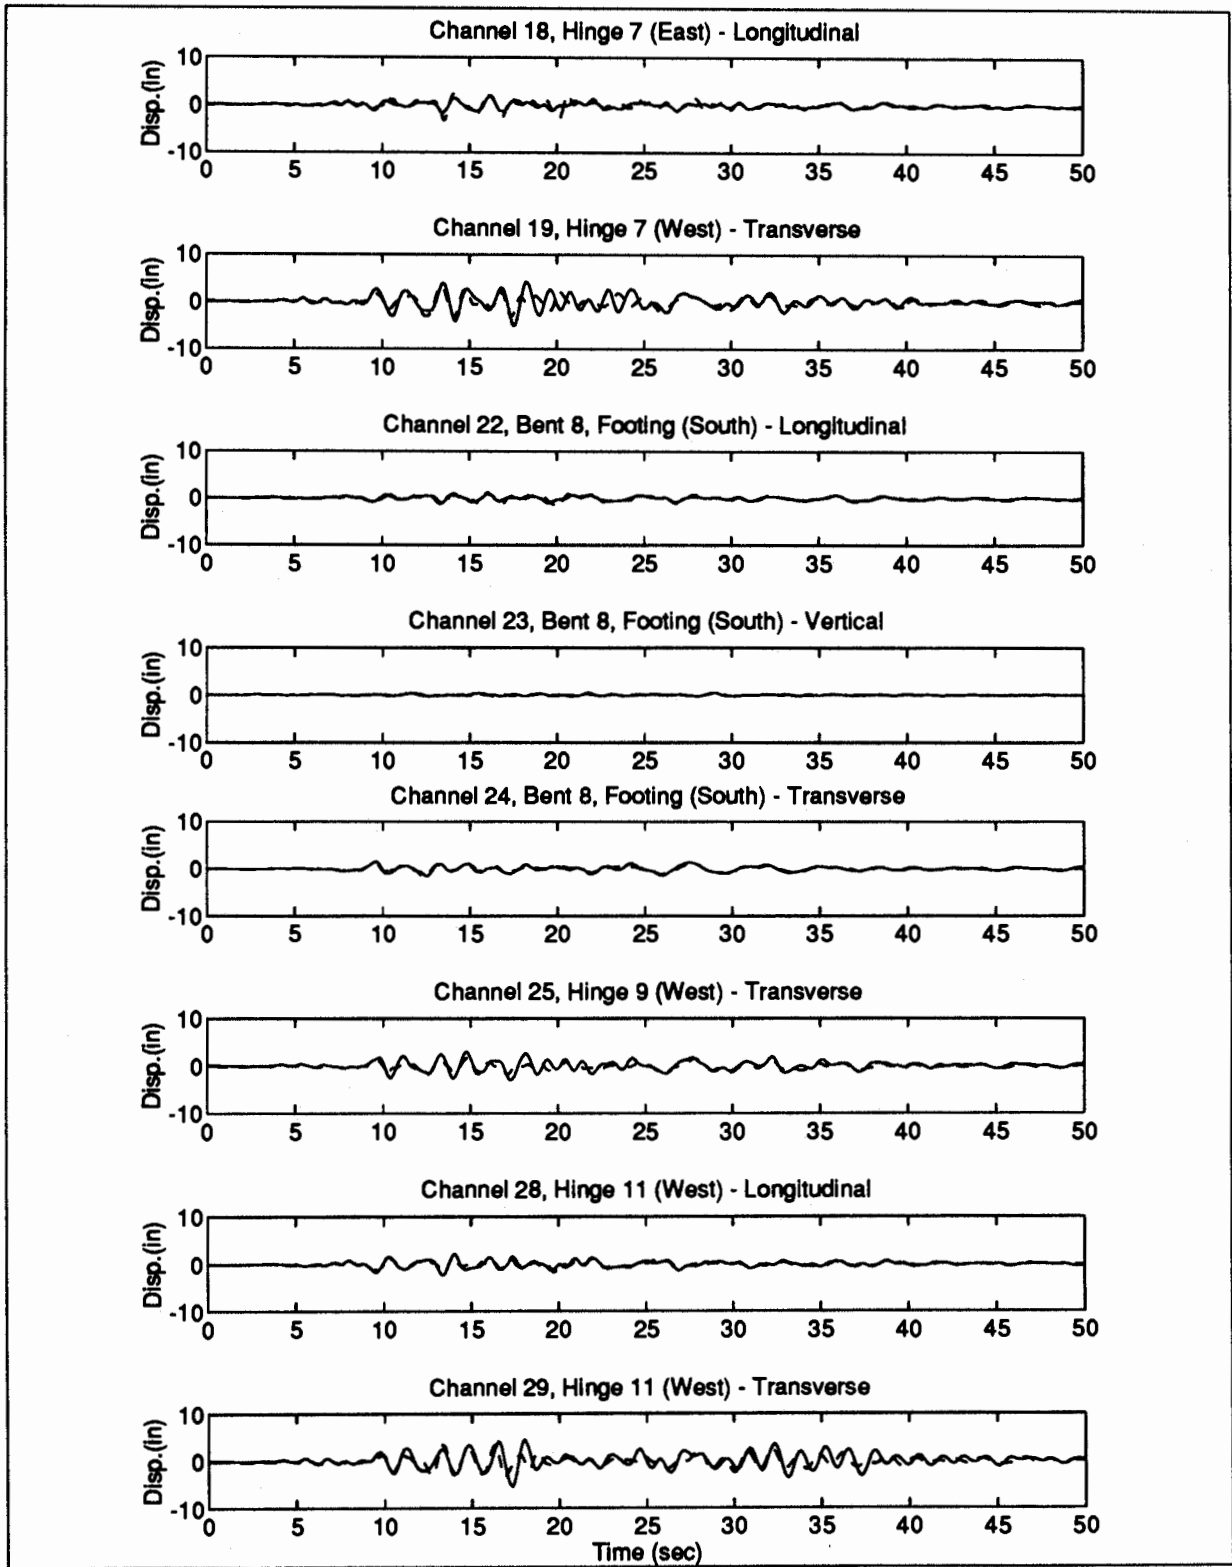 Channel 18, Hinge 7 (East) - Longitudinal
10
0
-10
Disp.(in)
0 5 10 15 20 25 30 35 40 45 50
Channel 19, Hinge 7 (West) - Transverse
10
0
-10
Disp.(in)
0 5 10 15 20 25 30 35 40 45 50
Channel 22, Bent 8, Footing (South) - Longitudinal
10
0
-10
Disp.(in)
0 5 10 15 20 25 30 35 40 45 50
Channel 23, Bent 8, Footing (South) - Vertical
10
0
-10
Disp.(in)
0 5 10 15 20 25 30 35 40 45 50
Channel 24, Bent 8, Footing (South) - Transverse
10
0
-10
Disp.(in)
0 5 10 15 20 25 30 35 40 45 50
Channel 25, Hinge 9 (West) - Transverse
10
0
-10
Disp.(in)
0 5 10 15 20 25 30 35 40 45 50
Channel 28, Hinge 11 (West) - Longitudinal
10
0
-10
Disp.(in)
0 5 10 15 20 25 30 35 40 45 50
Channel 29, Hinge 11 (West) - Transverse
10
0
-10
Disp.(in)
0 5 10 15 20 25 30 35 40 45 50
Time (sec)